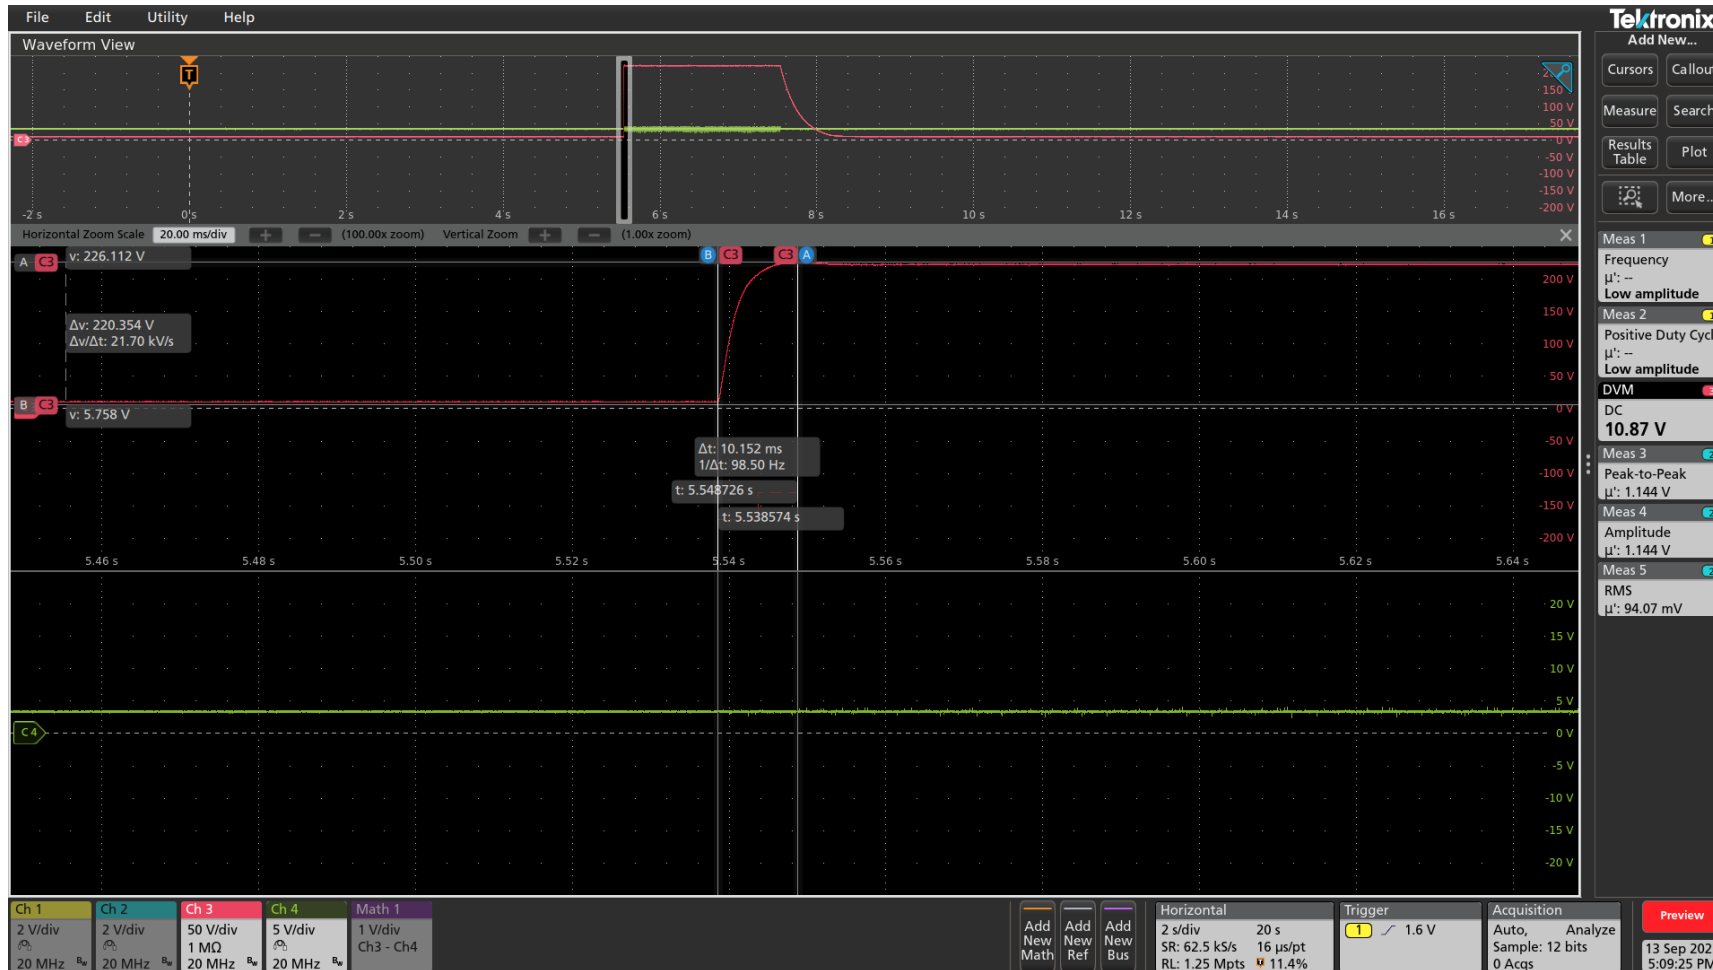 File Edit Utility Help
Tektronix
Waveform View
Add New...
Cursors Callou
Measure Search
Results Table Plot
More...
T
C3
150
100 V
50 V
0 V
-50 V
-100 V
-150 V
-200 V
-2 s 0 s 2 s 4 s 6 s 8 s 10 s 12 s 14 s 16 s
Horizontal Zoom Scale 20.00 ms/div + − (100.00x zoom) Vertical Zoom + − (1.00x zoom)
A C3 v: 226.112 V
B C3 C3 A
Δv: 220.354 V
Δv/Δt: 21.70 kV/s
B C3 v: 5.758 V
200 V
150 V
100 V
50 V
0 V
-50 V
-100 V
-150 V
-200 V
Δt: 10.152 ms
1/Δt: 98.50 Hz
t: 5.548726 s
t: 5.538574 s
5.46 s 5.48 s 5.50 s 5.52 s 5.54 s 5.56 s 5.58 s 5.60 s 5.62 s 5.64 s
20 V
15 V
10 V
5 V
C 4
0 V
-5 V
-10 V
-15 V
-20 V
Meas 1
Frequency
µ': --
Low amplitude
Meas 2
Positive Duty Cycl
µ': --
Low amplitude
DVM
DC
10.87 V
Meas 3
Peak-to-Peak
µ': 1.144 V
Meas 4
Amplitude
µ': 1.144 V
Meas 5
RMS
µ': 94.07 mV
Ch 1
2 V/div
20 MHz Bw
Ch 2
2 V/div
20 MHz Bw
Ch 3
50 V/div
1 MΩ
20 MHz Bw
Ch 4
5 V/div
20 MHz Bw
Math 1
1 V/div
Ch3 - Ch4
Add New Math
Add New Ref
Add New Bus
Horizontal
2 s/div 20 s
SR: 62.5 kS/s 16 µs/pt
RL: 1.25 Mpts 11.4%
Trigger
1 1.6 V
Acquisition
Auto, Analyze
Sample: 12 bits
0 Acqs
Preview
13 Sep 202
5:09:25 PM